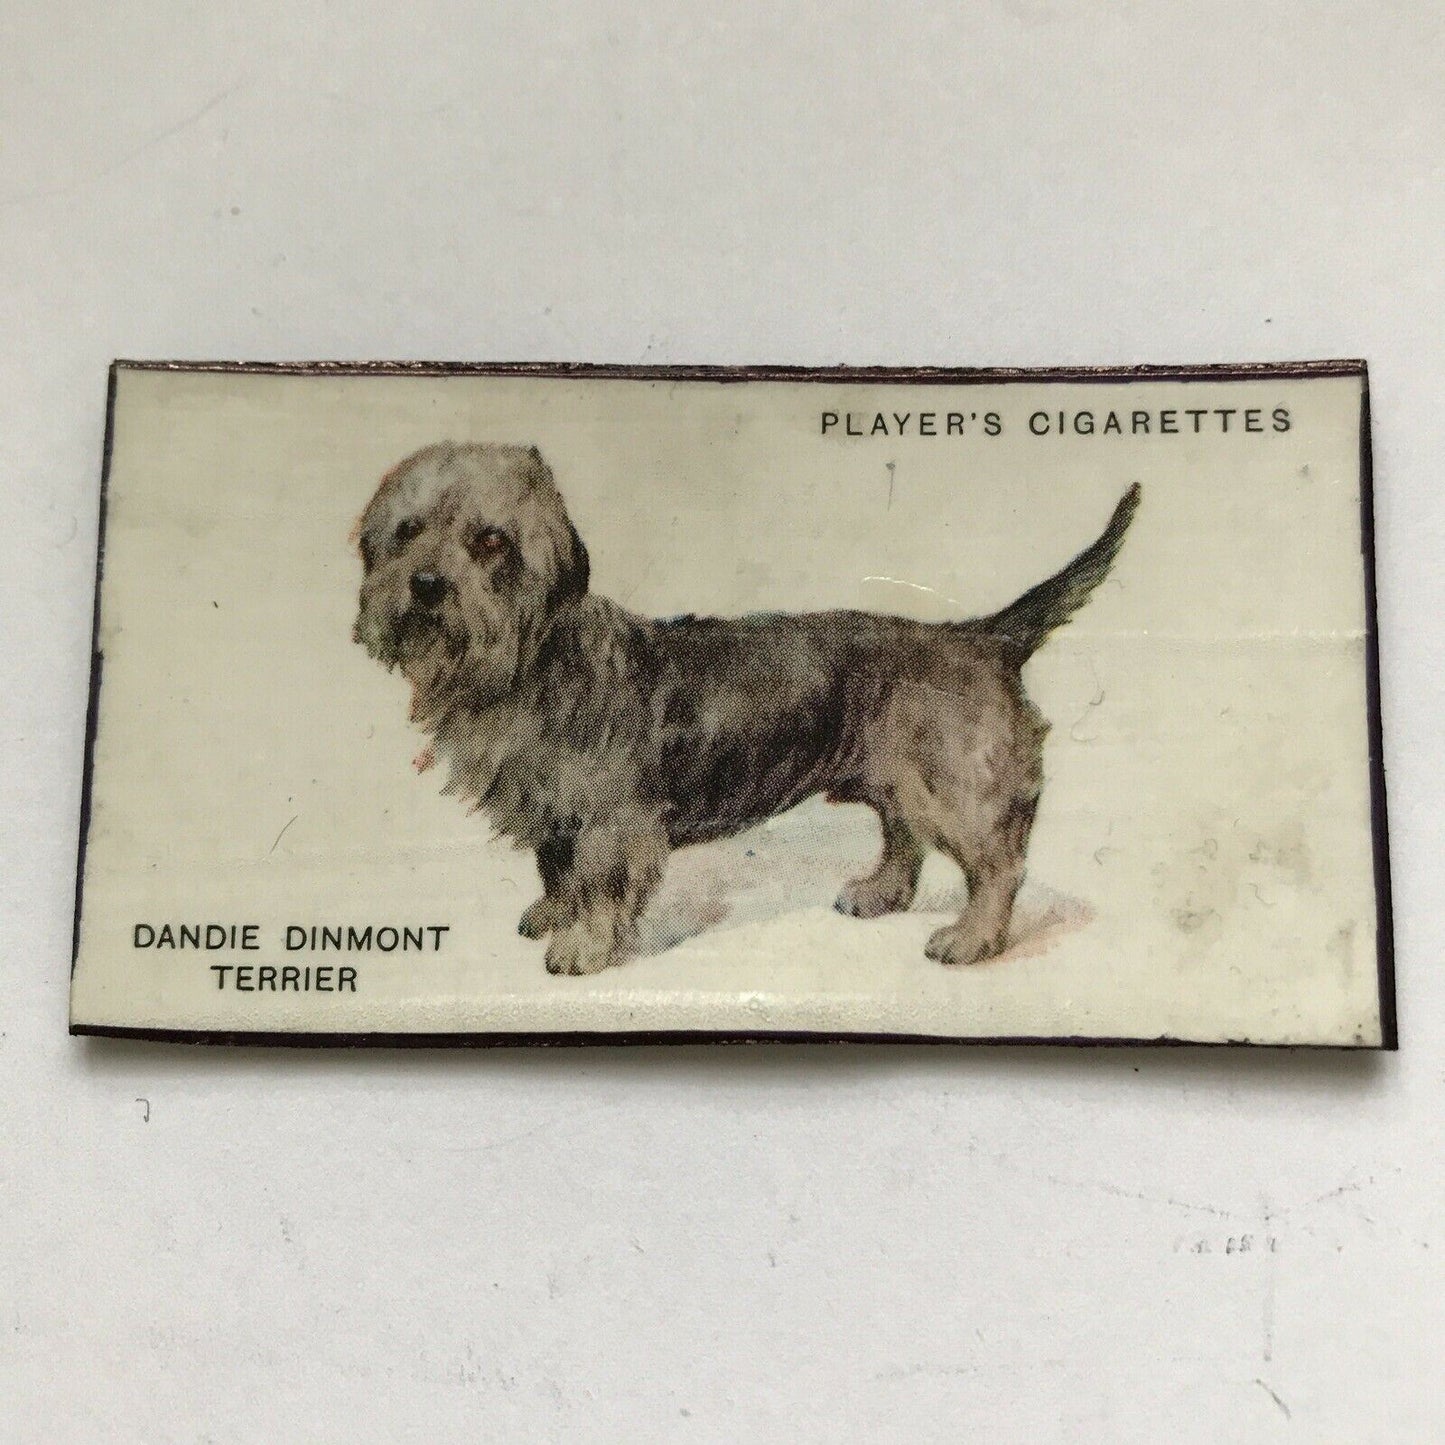 PLAYER'S CIGARETTES
DANDIE DINMONT
TERRIER